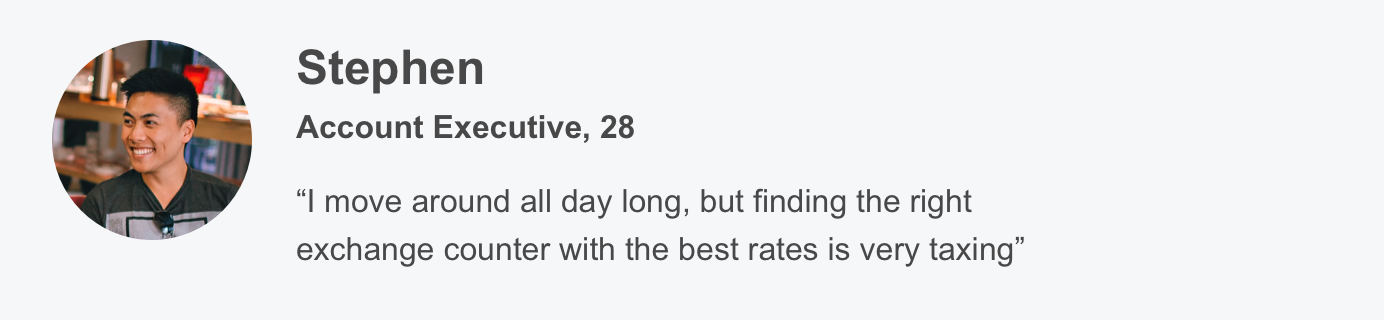 Stephen
Account Executive, 28
“I move around all day long, but finding the right
exchange counter with the best rates is very taxing”